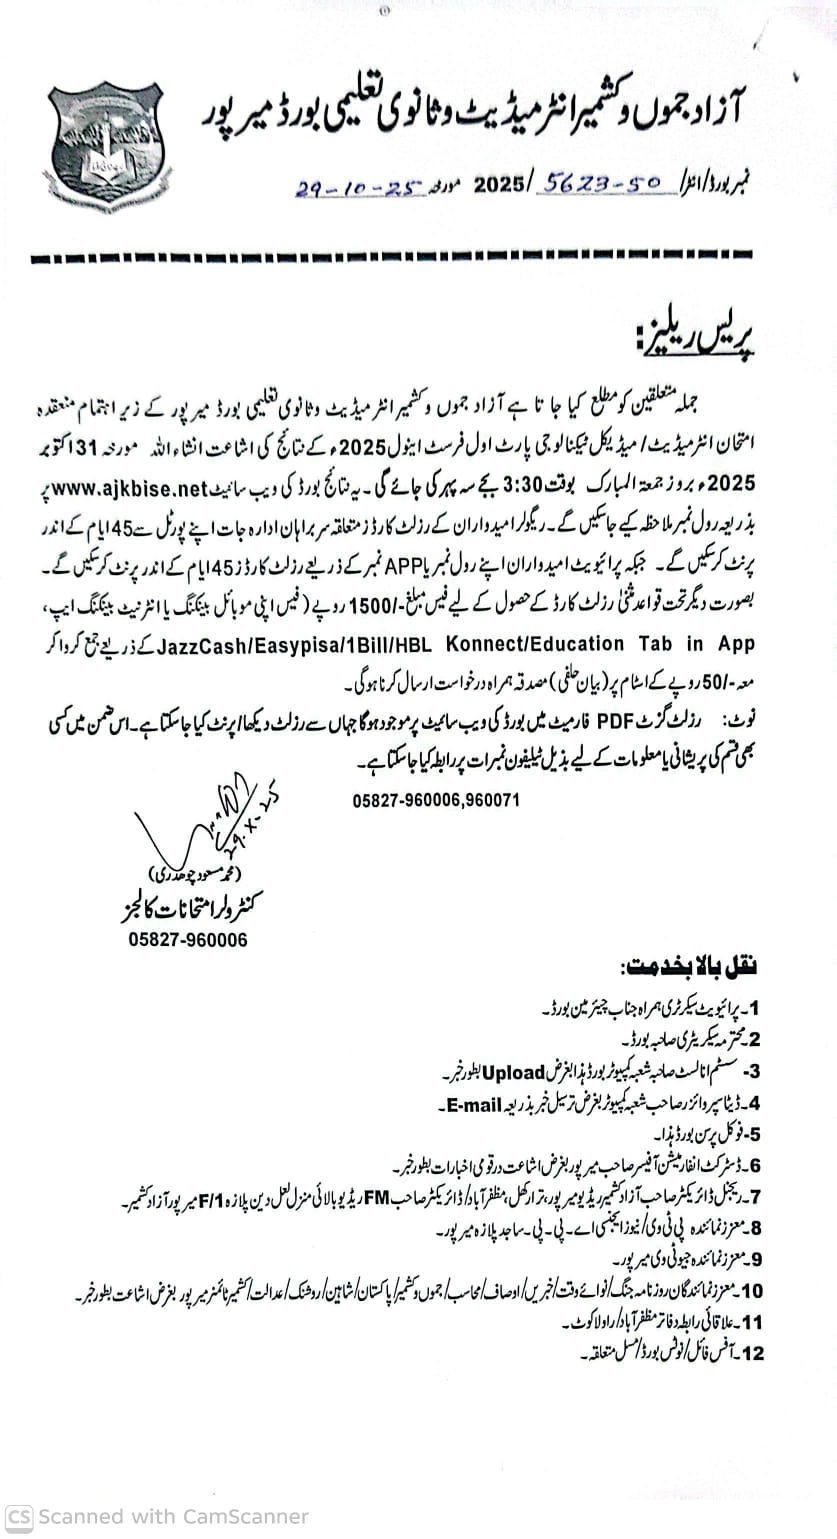 آزاد جموں و کشمیر انٹرمیڈیٹ و ثانوی تعلیمی بورڈ میرپور
نمبر بورڈ/انٹر/ 5623-50 /2025 مورخہ 29-10-25
پریس ریلیز:
جملہ متعلقین کو مطلع کیا جاتا ہے آزاد جموں و کشمیر انٹرمیڈیٹ و ثانوی تعلیمی بورڈ میرپور کے زیر اہتمام منعقدہ
امتحان انٹرمیڈیٹ/ میڈیکل ٹیکنالوجی پارٹ اول فرسٹ اینول 2025ء کے نتائج کی اشاعت انشاء اللہ مورخہ 31 اکتوبر
2025ء بروز جمعۃ المبارک بوقت 3:30 بجے سہ پہر کی جائے گی۔ یہ نتائج بورڈ کی ویب سائیٹ www.ajkbise.net پر
بذریعہ رول نمبر ملاحظہ کیے جاسکیں گے۔ ریگولر امیدواران کے رزلٹ کارڈز متعلقہ سربراہان ادارہ جات اپنے پورٹل سے 45 ایام کے اندر
پرنٹ کرسکیں گے۔ جبکہ پرائیویٹ امیدواران اپنے رول نمبر یا APP نمبر کے ذریعے رزلٹ کارڈز 45 ایام کے اندر پرنٹ کرسکیں گے۔
بصورت دیگر تحت قواعد مثنیٰ رزلٹ کارڈ کے حصول کے لیے فیس مبلغ -/1500 روپے (فیس اپنی موبائل بینکنگ یا انٹرنیٹ بینکنگ ایپ،
JazzCash/Easypisa/1Bill/HBL Konnect/Education Tab in App کے ذریعے جمع کروا کر
معہ -/50 روپے کے اسٹام پر (بیان حلفی) مصدقہ ہمراہ درخواست ارسال کرنا ہوگی۔
نوٹ: رزلٹ گزٹ PDF فارمیٹ میں بورڈ کی ویب سائیٹ پر موجود ہوگا جہاں سے رزلٹ دیکھا/پرنٹ کیا جاسکتا ہے۔ اس ضمن میں کسی
بھی قسم کی پریشانی یا معلومات کے لیے بذیل ٹیلیفون نمبرات پر رابطہ کیا جاسکتا ہے۔
05827-960006,960071
29-X-25
(محمد مسعود چوہدری)
کنٹرولر امتحانات کالجز
05827-960006
نقل بالا بخدمت:
1۔ پرائیویٹ سیکرٹری ہمراہ جناب چیئرمین بورڈ۔
2۔ محترمہ سیکریٹری صاحبہ بورڈ۔
3- سسٹم انالسٹ صاحبہ شعبہ کمپیوٹر بورڈ ہذا بغرض Upload بطور خبر۔
4۔ ڈیٹا سپروائزر صاحب شعبہ کمپیوٹر بغرض ترسیل خبر بذریعہ E-mail۔
5- فوکل پرسن بورڈ ہذا۔
6۔ ڈسٹرکٹ انفارمیشن آفیسر صاحب میرپور بغرض اشاعت در قومی اخبارات بطور خبر۔
7۔ ریجنل ڈائریکٹر صاحب آزاد کشمیر ریڈیو میرپور، تراڑکھل، مظفرآباد/ ڈائریکٹر صاحب FM ریڈیو بالائی منزل لعل دین پلازہ F/1 میرپور آزاد کشمیر۔
8۔ معزز نمائندہ پی ٹی وی/ نیوز ایجنسی اے۔پی۔پی۔ ساجد پلازہ میرپور۔
9۔ معزز نمائندہ جیو ٹی وی میرپور۔
10۔ معزز نمائندگان روزنامہ جنگ/نوائے وقت/خبریں/اوصاف/محاسب/جموں و کشمیر/پاکستان/شاہین/روشنک/عدالت/کشمیر ٹائمز میرپور بغرض اشاعت بطور خبر۔
11۔ علاقائی رابطہ دفاتر مظفرآباد/راولاکوٹ۔
12۔ آفس فائل/نوٹس بورڈ/مسل متعلقہ۔
CS Scanned with CamScanner